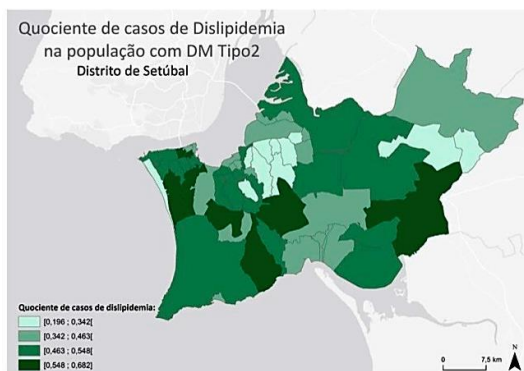 Quociente de casos de Dislipidemia
na população com DM Tipo2
Distrito de Setúbal
Quociente de casos de dislipidemia:
[0,196 ; 0,342[
[0,342 ; 0,463[
[0,463 ; 0,548[
[0,548 ; 0,682]
N
0 7,5 km